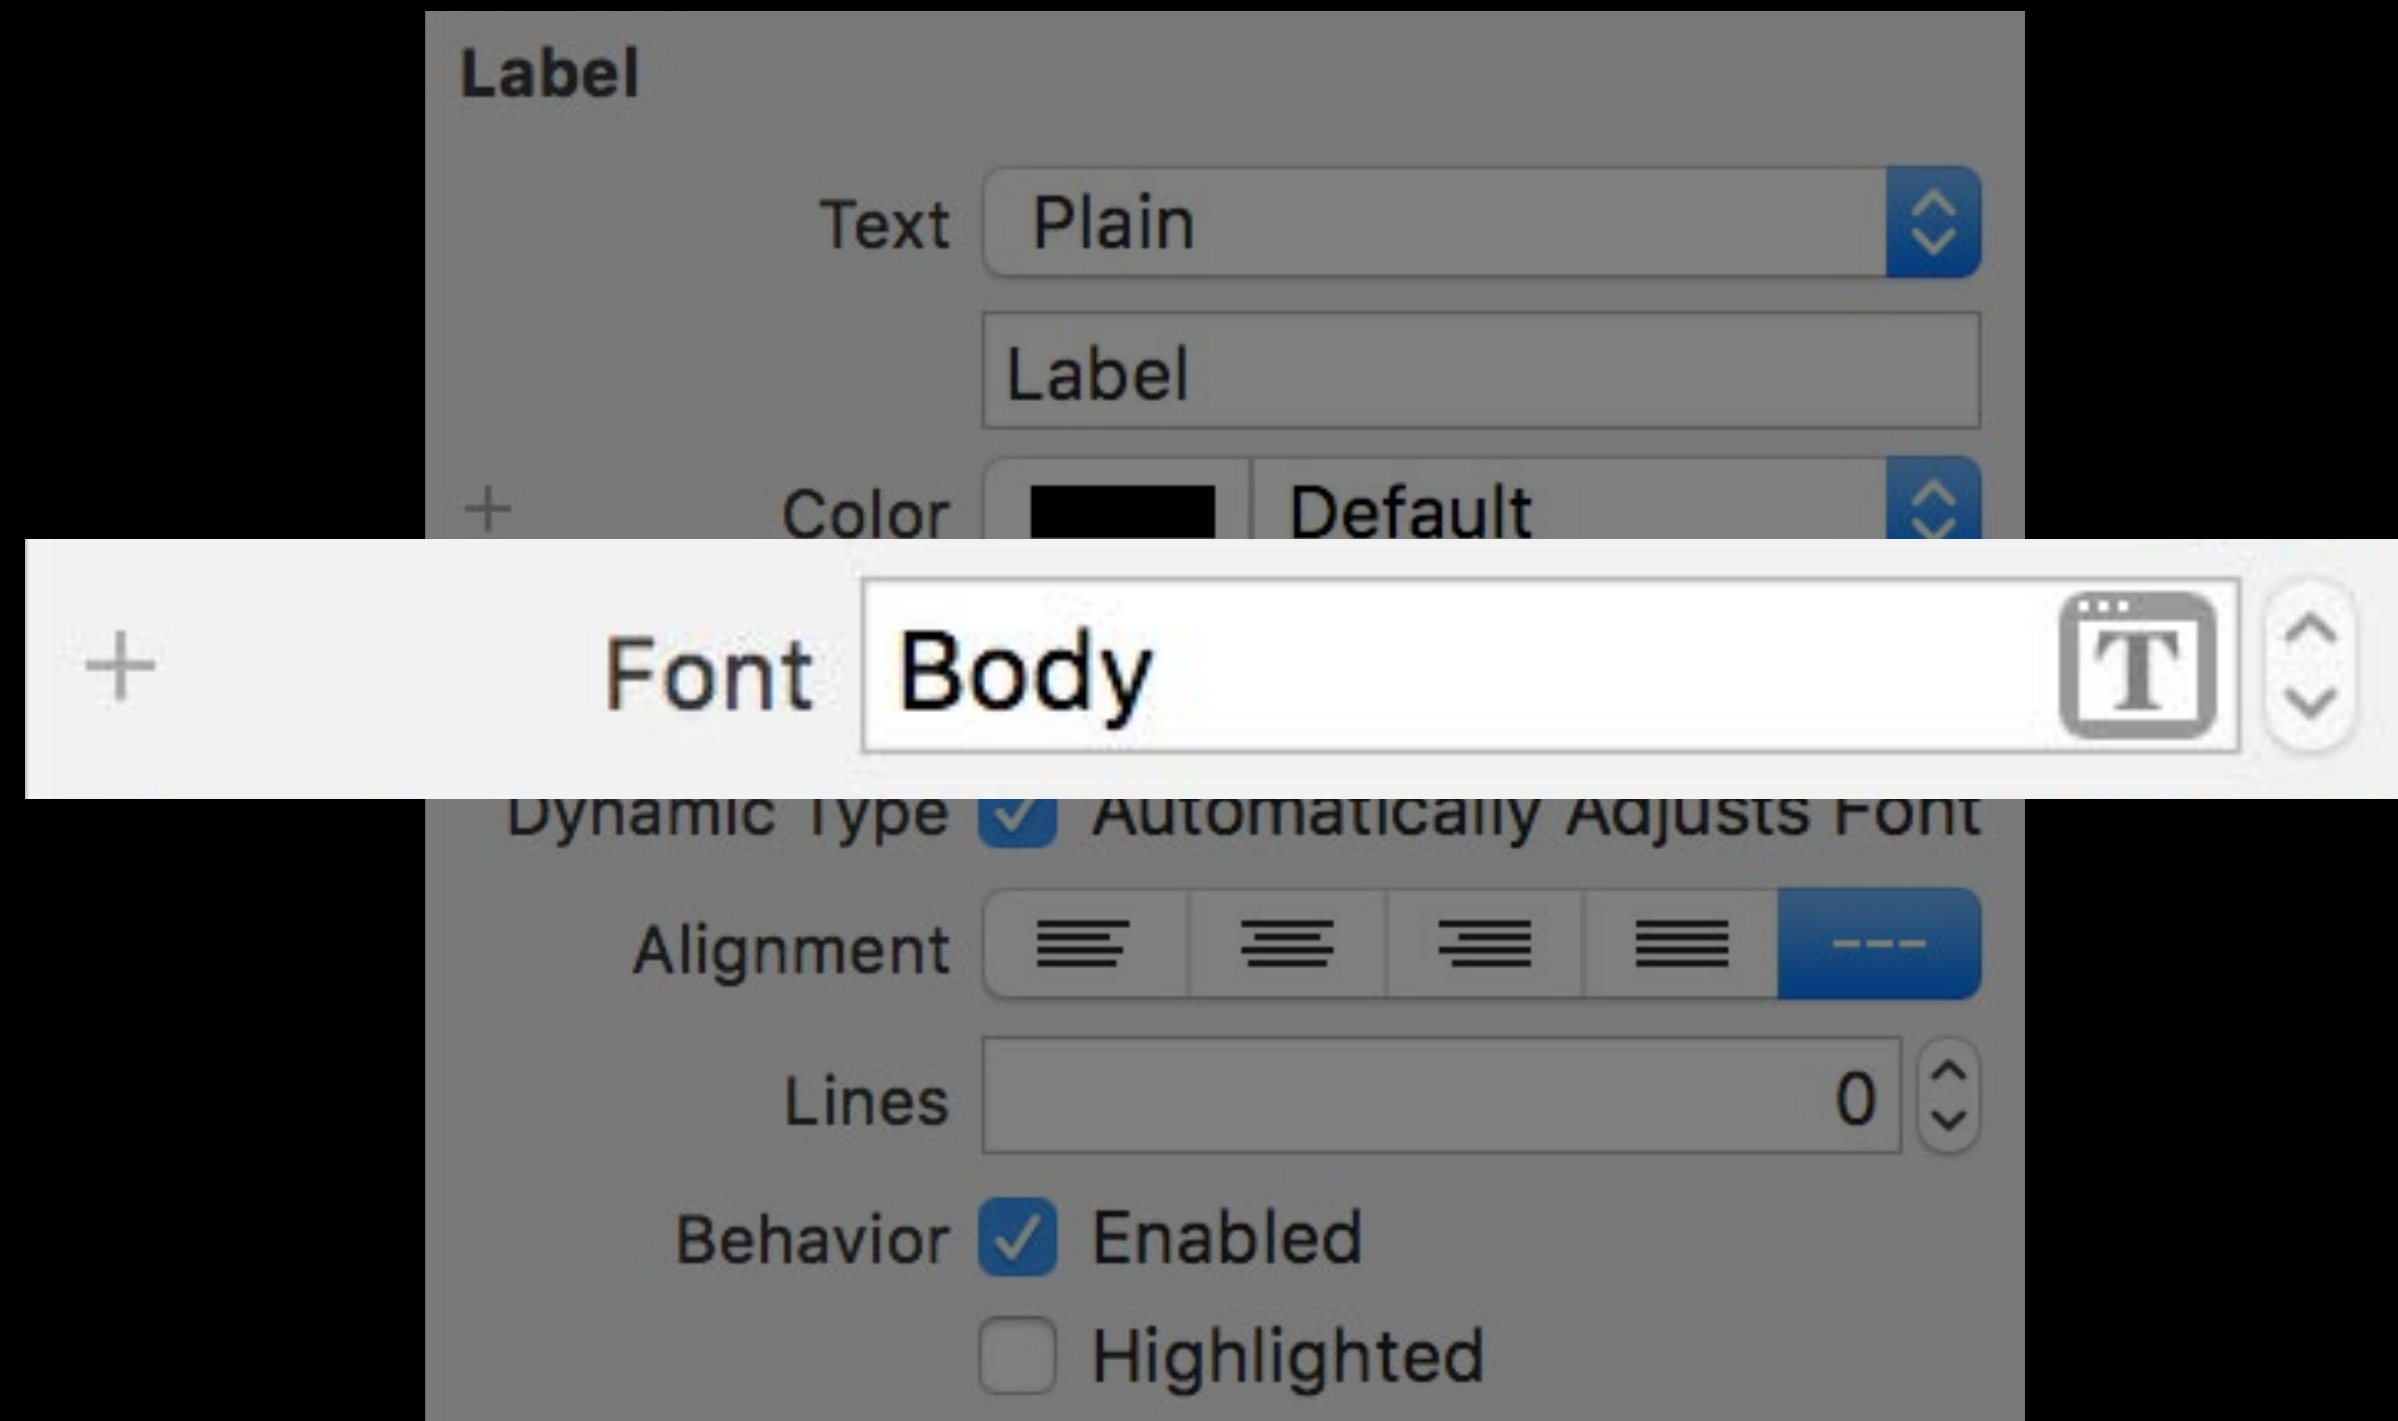 Label
Text Plain
Label
Color Default
Font Body T
Dynamic Type Automatically Adjusts Font
Alignment ---
Lines 0
Behavior Enabled
Highlighted